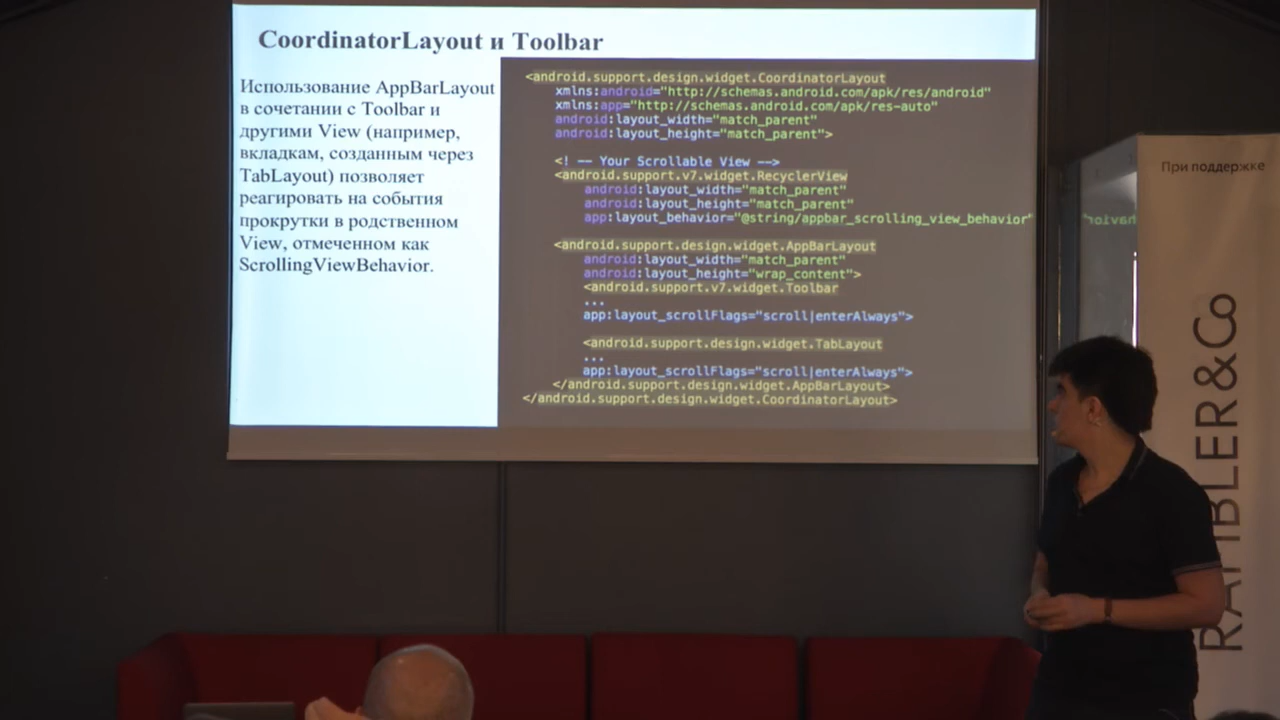 CoordinatorLayout и Toolbar
Использование AppBarLayout
в сочетании с Toolbar и
другими View (например,
вкладкам, созданным через
TabLayout) позволяет
реагировать на события
прокрутки в родственном
View, отмеченном как
ScrollingViewBehavior.
<android.support.design.widget.CoordinatorLayout
xmlns:android="http://schemas.android.com/apk/res/android"
xmlns:app="http://schemas.android.com/apk/res-auto"
android:layout_width="match_parent"
android:layout_height="match_parent">
<! -- Your Scrollable View -->
<android.support.v7.widget.RecyclerView
android:layout_width="match_parent"
android:layout_height="match_parent"
app:layout_behavior="@string/appbar_scrolling_view_behavior"
<android.support.design.widget.AppBarLayout
android:layout_width="match_parent"
android:layout_height="wrap_content">
<android.support.v7.widget.Toolbar
...
app:layout_scrollFlags="scroll|enterAlways">
<android.support.design.widget.TabLayout
...
app:layout_scrollFlags="scroll|enterAlways">
</android.support.design.widget.AppBarLayout>
</android.support.design.widget.CoordinatorLayout>
При поддержке
RAMBLER&Co